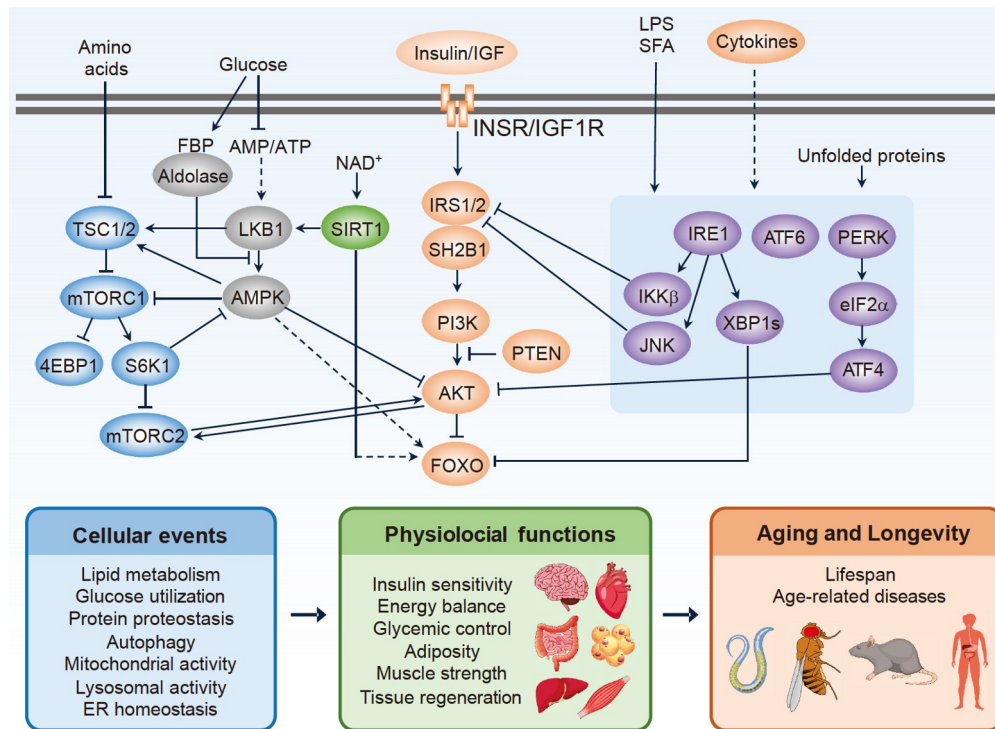 Amino
acids
Glucose
Insulin/IGF
LPS
SFA
Cytokines
INSR/IGF1R
FBP
AMP/ATP
NAD+
Unfolded proteins
Aldolase
TSC1/2
LKB1
SIRT1
IRS1/2
SH2B1
IRE1
ATF6
PERK
mTORC1
AMPK
IKKβ
XBP1s
eIF2α
PI3K
JNK
4EBP1
S6K1
PTEN
ATF4
AKT
mTORC2
FOXO
Cellular events
Lipid metabolism
Glucose utilization
Protein proteostasis
Autophagy
Mitochondrial activity
Lysosomal activity
ER homeostasis
Physiolocial functions
Insulin sensitivity
Energy balance
Glycemic control
Adiposity
Muscle strength
Tissue regeneration
Aging and Longevity
Lifespan
Age-related diseases